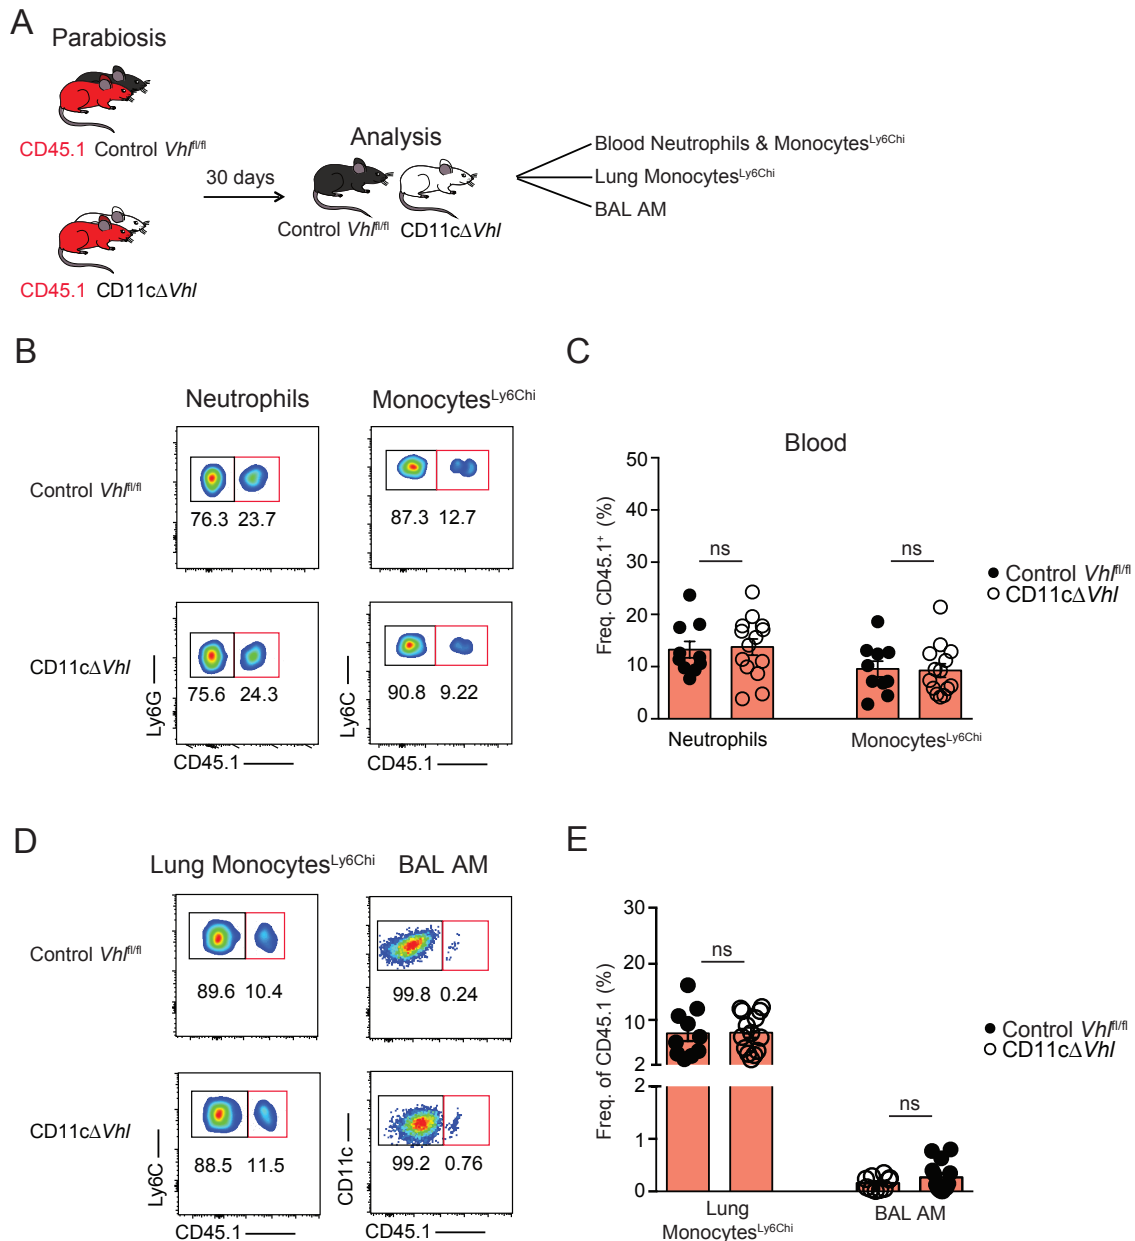 A
Parabiosis
CD45.1 Control Vhlfl/fl
CD45.1 CD11cΔVhl
30 days
Analysis
Control Vhlfl/fl CD11cΔVhl
Blood Neutrophils & MonocytesLy6Chi
Lung MonocytesLy6Chi
BAL AM
B
Neutrophils MonocytesLy6Chi
Control Vhlfl/fl
76.3 23.7
87.3 12.7
CD11cΔVhl
75.6 24.3
90.8 9.22
Ly6G
Ly6C
CD45.1
CD45.1
C
Blood
Freq. CD45.1+ (%)
50
40
30
20
10
0
ns
ns
Neutrophils
MonocytesLy6Chi
Control Vhlfl/fl
CD11cΔVhl
D
Lung MonocytesLy6Chi BAL AM
Control Vhlfl/fl
89.6 10.4
99.8 0.24
CD11cΔVhl
88.5 11.5
99.2 0.76
Ly6C
CD11c
CD45.1
CD45.1
E
Freq. of CD45.1 (%)
30
20
10
2
2
1
0
ns
ns
Lung
MonocytesLy6Chi
BAL AM
Control Vhlfl/fl
CD11cΔVhl